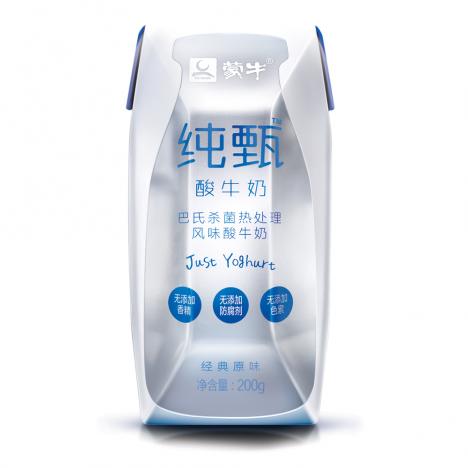 蒙牛®
纯甄™
酸牛奶
巴氏杀菌热处理
风味酸牛奶
Just Yoghurt
无添加
香精
无添加
防腐剂
无添加
色素
经典原味
净含量：200g